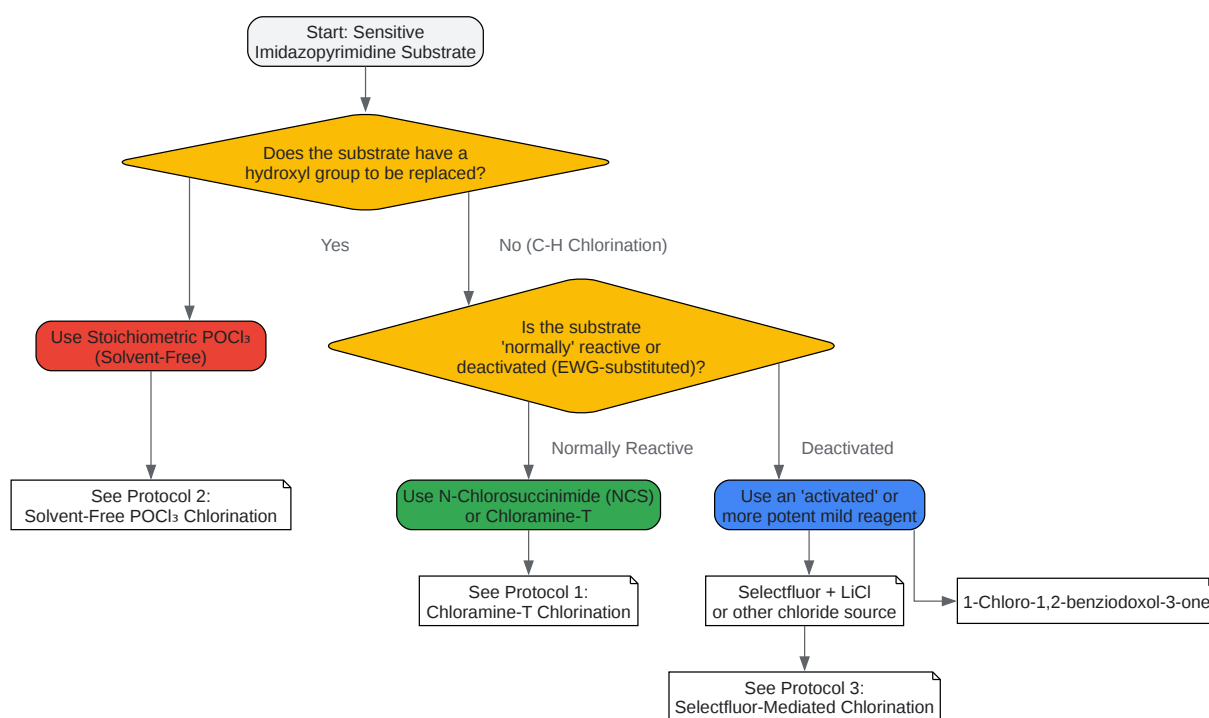 Start: Sensitive
Imidazopyrimidine Substrate
Does the substrate have a
hydroxyl group to be replaced?
Yes
No (C-H Chlorination)
Use Stoichiometric POCl₃
(Solvent-Free)
Is the substrate
'normally' reactive or
deactivated (EWG-substituted)?
Normally Reactive
Deactivated
See Protocol 2:
Solvent-Free POCl₃ Chlorination
Use N-Chlorosuccinimide (NCS)
or Chloramine-T
Use an 'activated' or
more potent mild reagent
See Protocol 1:
Chloramine-T Chlorination
Selectfluor + LiCl
or other chloride source
1-Chloro-1,2-benziodoxol-3-one
See Protocol 3:
Selectfluor-Mediated Chlorination